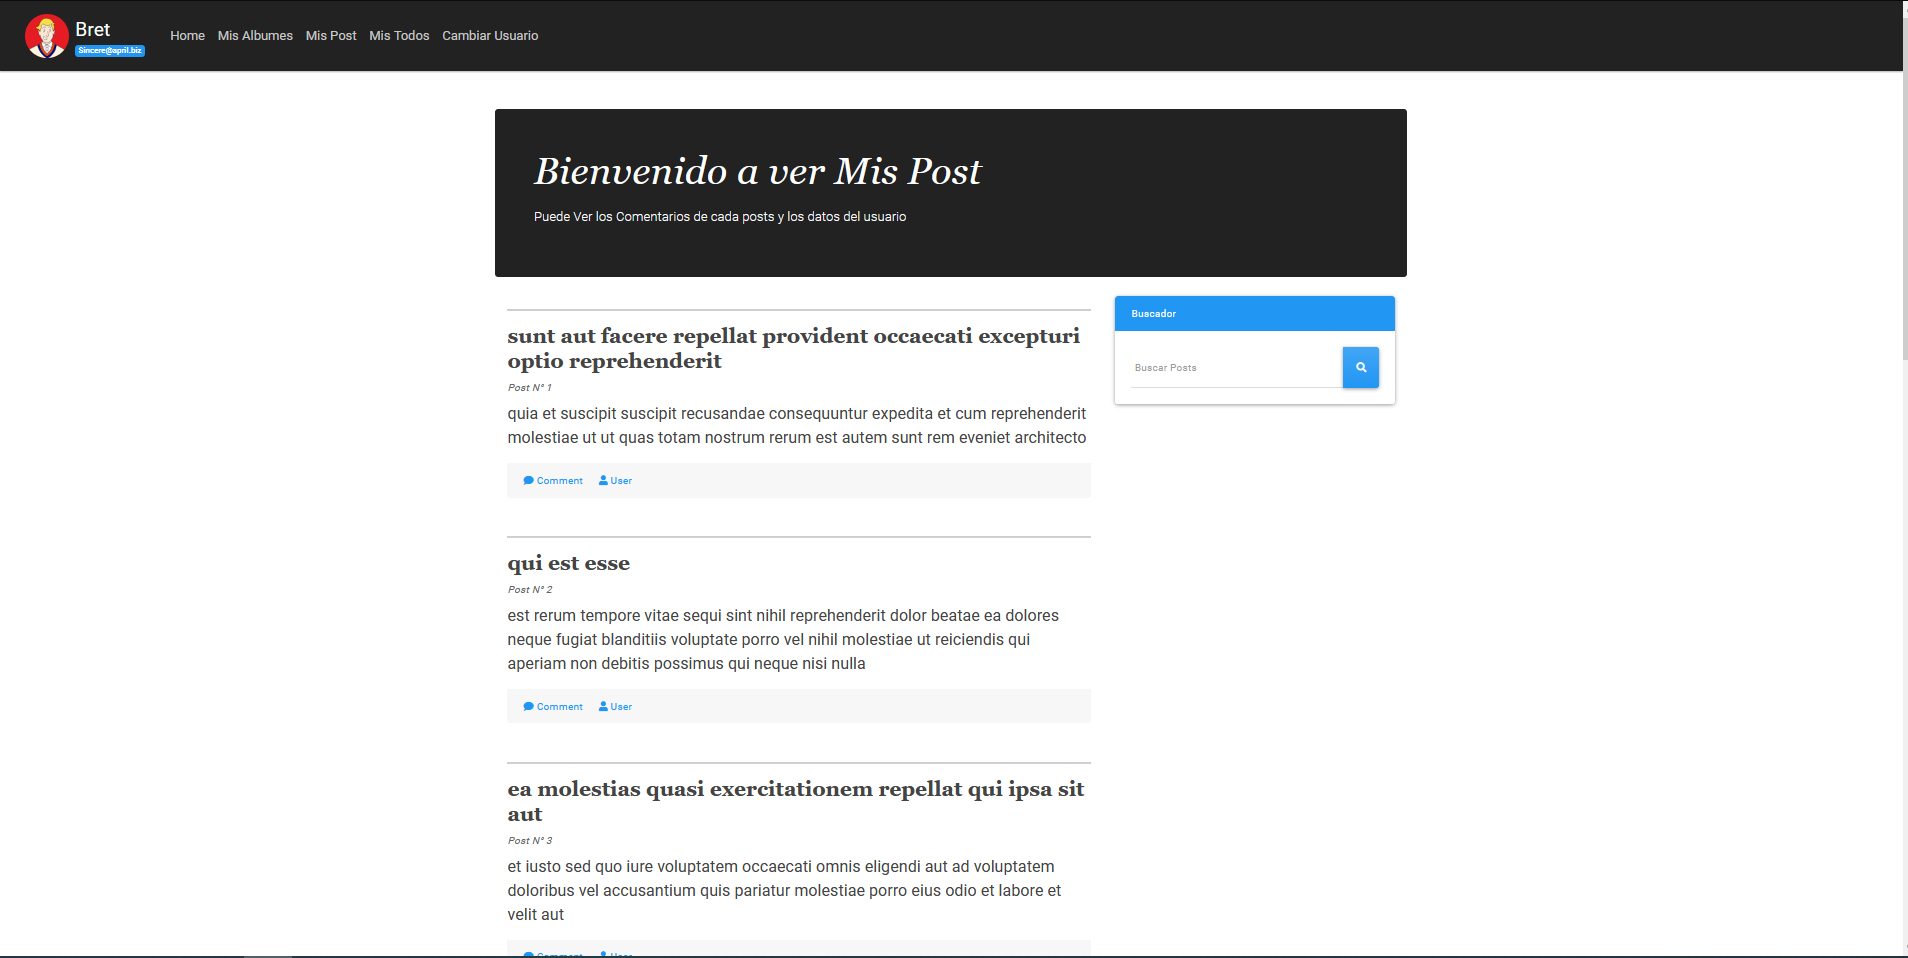 Bret
Sincere@april.biz
Home Mis Albumes Mis Post Mis Todos Cambiar Usuario
Bienvenido a ver Mis Post
Puede Ver los Comentarios de cada posts y los datos del usuario
sunt aut facere repellat provident occaecati excepturi
optio reprehenderit
Post N° 1
quia et suscipit suscipit recusandae consequuntur expedita et cum reprehenderit
molestiae ut ut quas totam nostrum rerum est autem sunt rem eveniet architecto
Comment User
qui est esse
Post N° 2
est rerum tempore vitae sequi sint nihil reprehenderit dolor beatae ea dolores
neque fugiat blanditiis voluptate porro vel nihil molestiae ut reiciendis qui
aperiam non debitis possimus qui neque nisi nulla
Comment User
ea molestias quasi exercitationem repellat qui ipsa sit
aut
Post N° 3
et iusto sed quo iure voluptatem occaecati omnis eligendi aut ad voluptatem
doloribus vel accusantium quis pariatur molestiae porro eius odio et labore et
velit aut
Comment User
Buscador
Buscar Posts